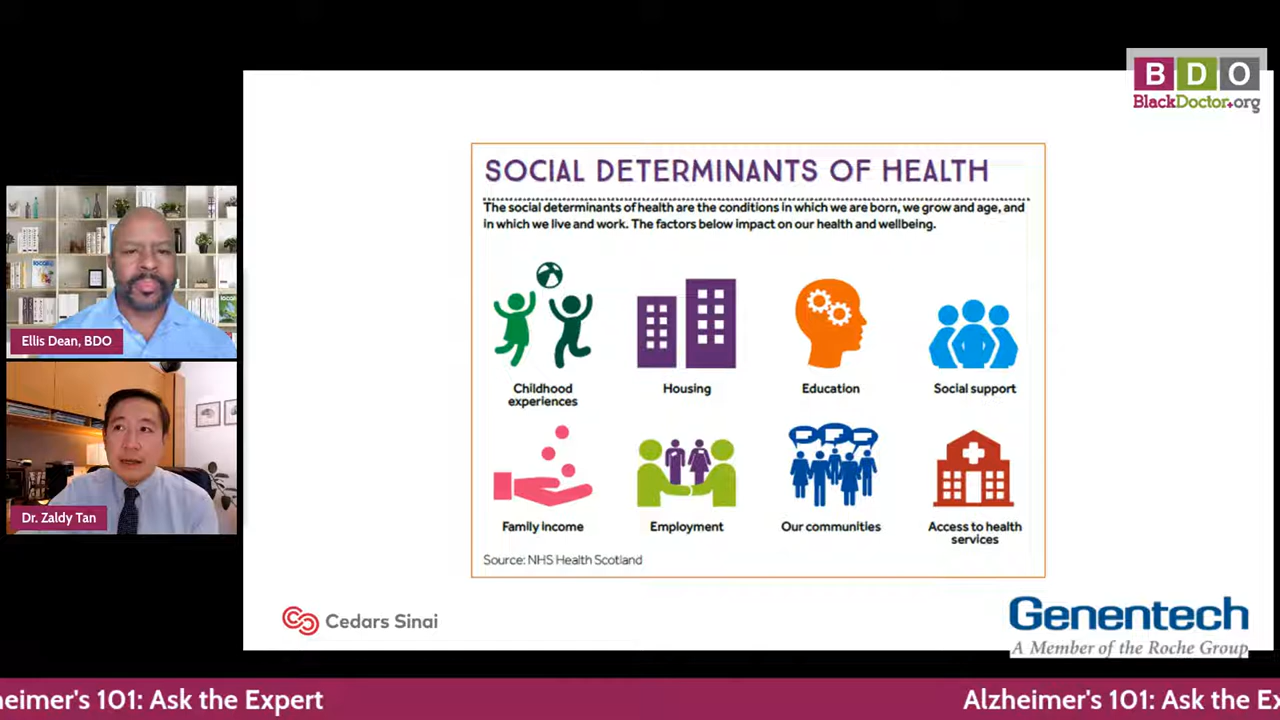 B D O
BlackDoctor.org
SOCIAL DETERMINANTS OF HEALTH
The social determinants of health are the conditions in which we are born, we grow and age, and
in which we live and work. The factors below impact on our health and wellbeing.
Childhood
experiences
Housing
Education
Social support
Family income
Employment
Our communities
Access to health
services
Source: NHS Health Scotland
Ellis Dean, BDO
Dr. Zaldy Tan
Cedars Sinai
Genentech
A Member of the Roche Group
heimer's 101: Ask the Expert
Alzheimer's 101: Ask the Ex